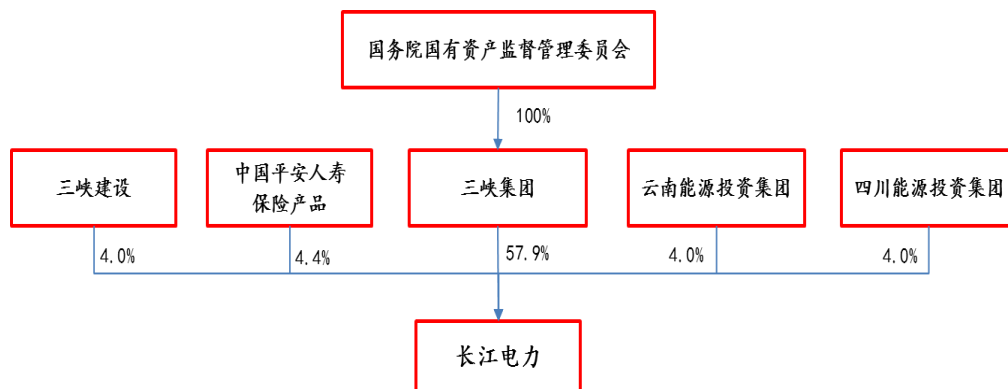 国务院国有资产监督管理委员会
100%
三峡建设
中国平安人寿
保险产品
三峡集团
云南能源投资集团
四川能源投资集团
4.0%
4.4%
57.9%
4.0%
4.0%
长江电力